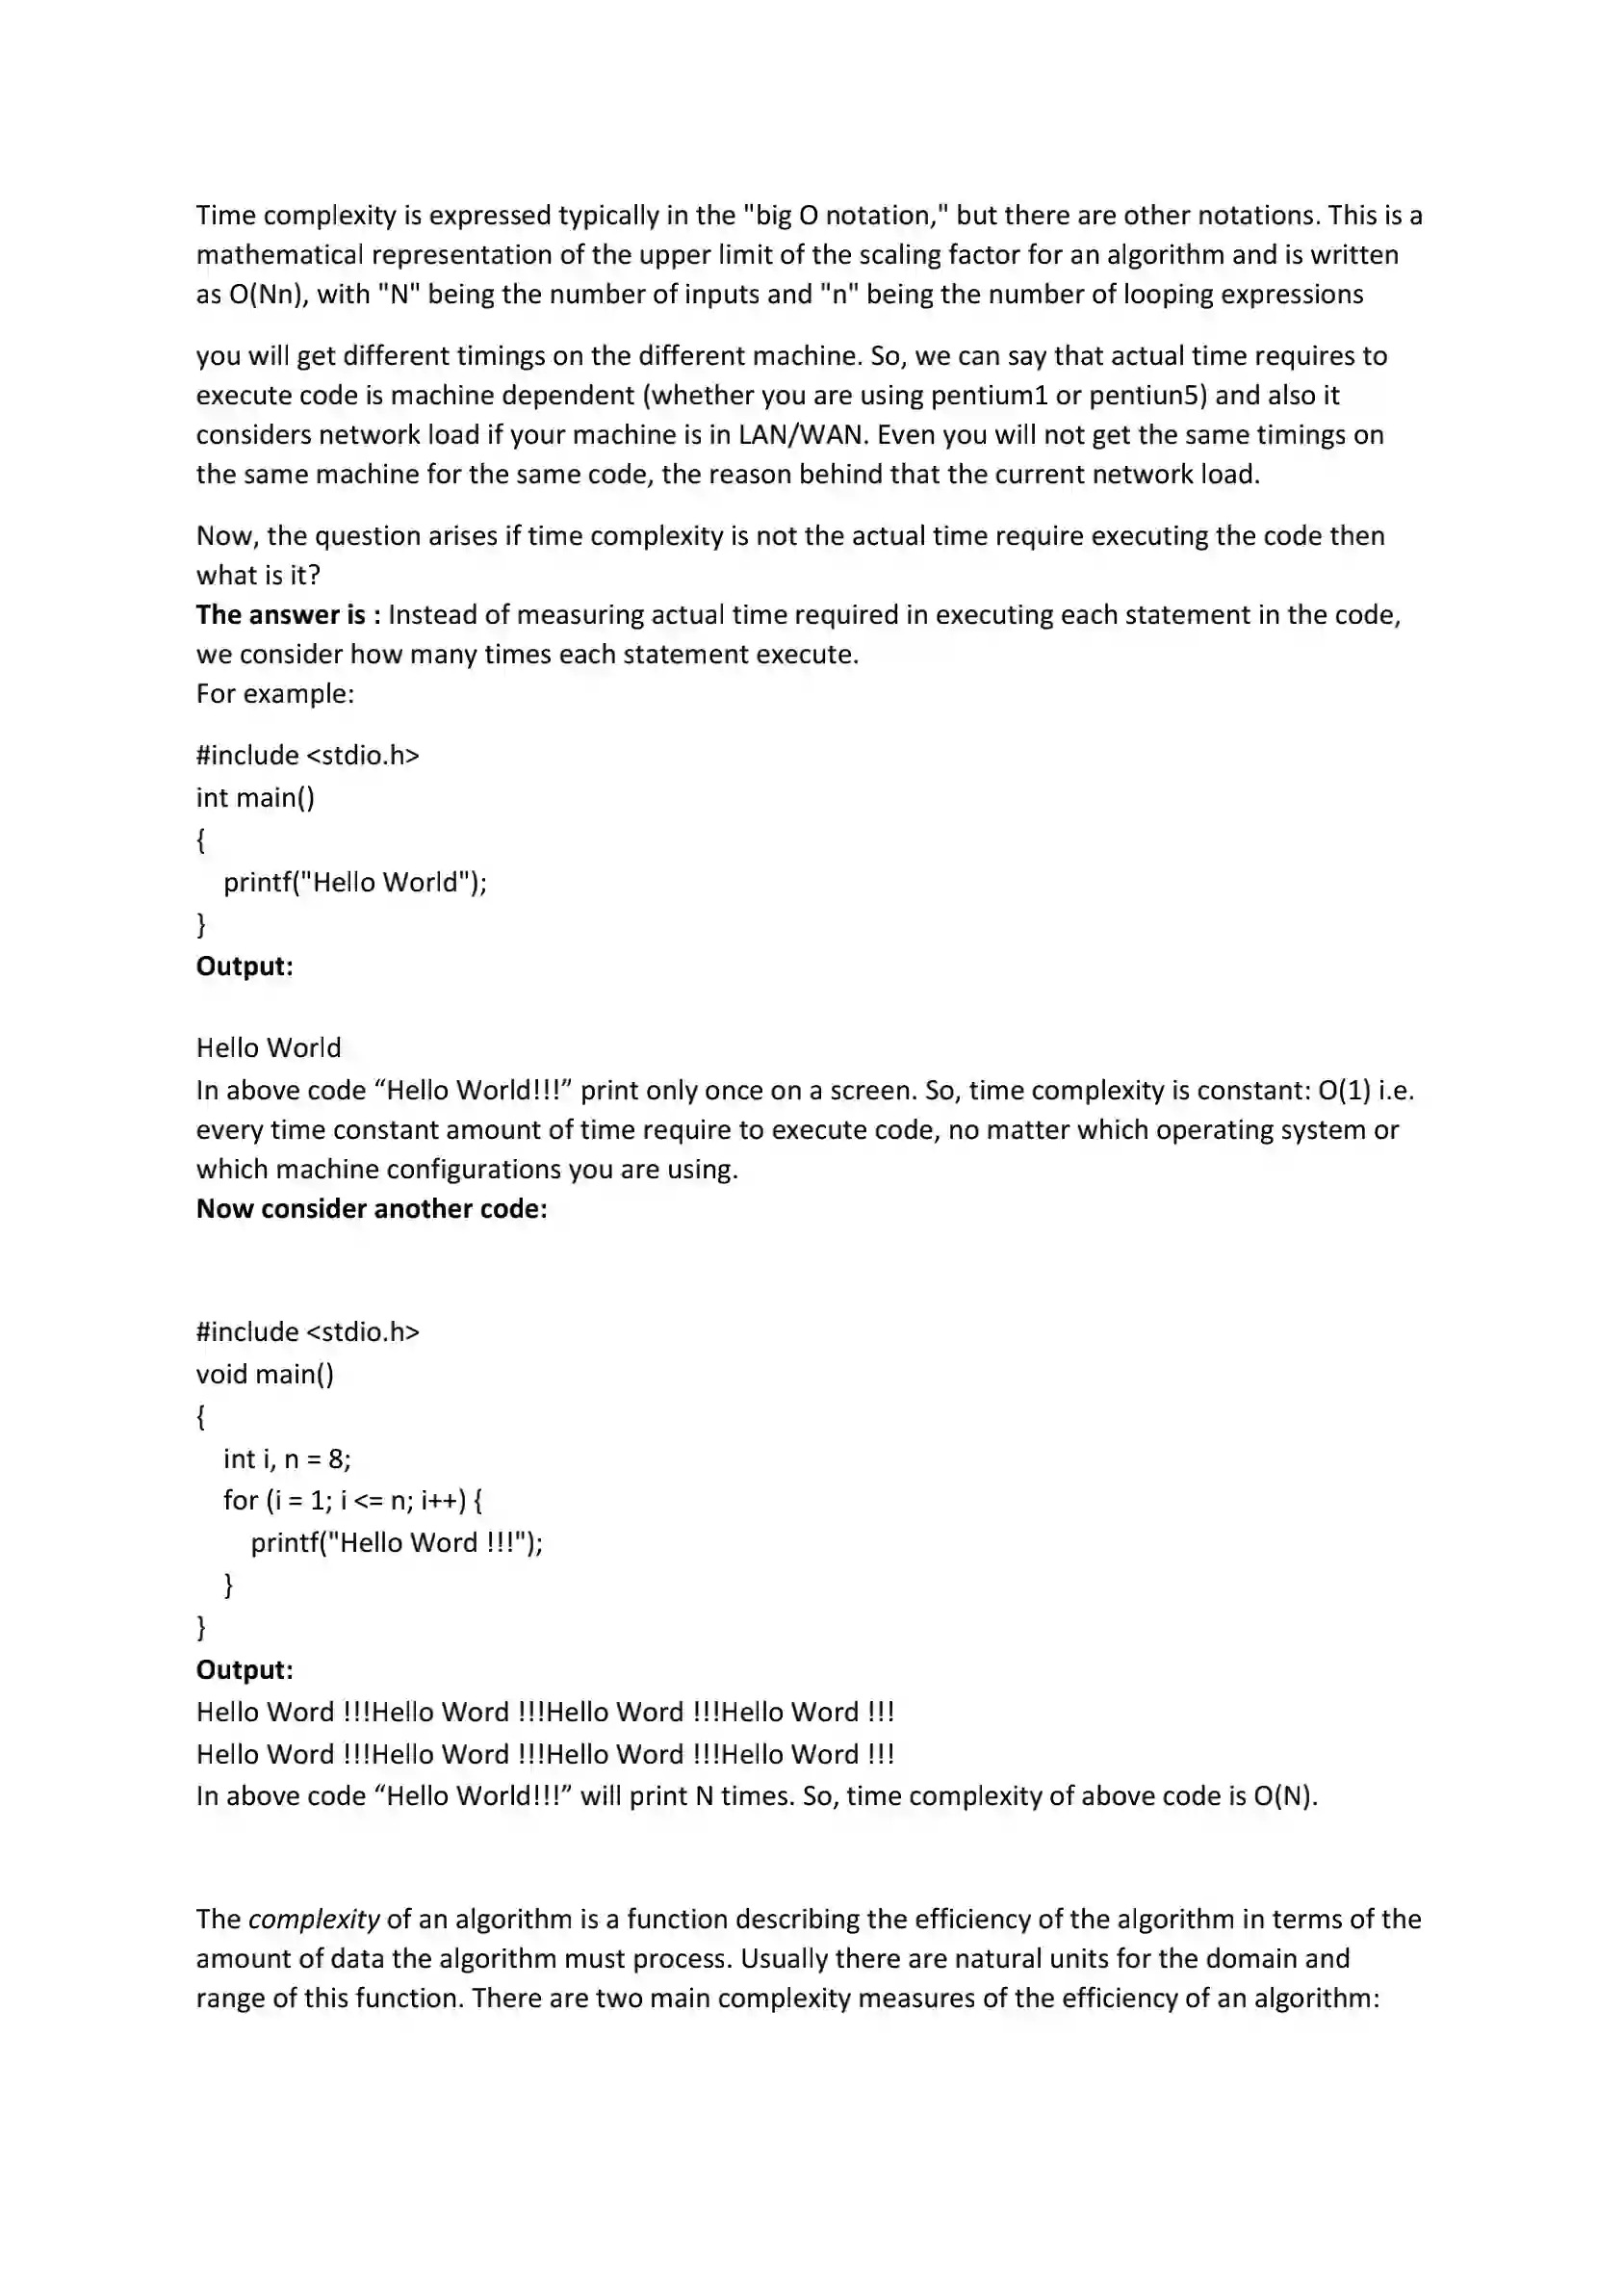 Time complexity is expressed typically in the "big O notation," but there are other notations. This is a
mathematical representation of the upper limit of the scaling factor for an algorithm and is written
as O(Nn), with "N" being the number of inputs and "n" being the number of looping expressions
you will get different timings on the different machine. So, we can say that actual time requires to
execute code is machine dependent (whether you are using pentium1 or pentiun5) and also it
considers network load if your machine is in LAN/WAN. Even you will not get the same timings on
the same machine for the same code, the reason behind that the current network load.
Now, the question arises if time complexity is not the actual time require executing the code then
what is it?
The answer is : Instead of measuring actual time required in executing each statement in the code,
we consider how many times each statement execute.
For example:
#include <stdio.h>
int main()
{
    printf("Hello World");
}
Output:
Hello World
In above code “Hello World!!!” print only once on a screen. So, time complexity is constant: O(1) i.e.
every time constant amount of time require to execute code, no matter which operating system or
which machine configurations you are using.
Now consider another code:
#include <stdio.h>
void main()
{
    int i, n = 8;
    for (i = 1; i <= n; i++) {
        printf("Hello Word !!!");
    }
}
Output:
Hello Word !!!Hello Word !!!Hello Word !!!Hello Word !!!
Hello Word !!!Hello Word !!!Hello Word !!!Hello Word !!!
In above code “Hello World!!!” will print N times. So, time complexity of above code is O(N).
The complexity of an algorithm is a function describing the efficiency of the algorithm in terms of the
amount of data the algorithm must process. Usually there are natural units for the domain and
range of this function. There are two main complexity measures of the efficiency of an algorithm: